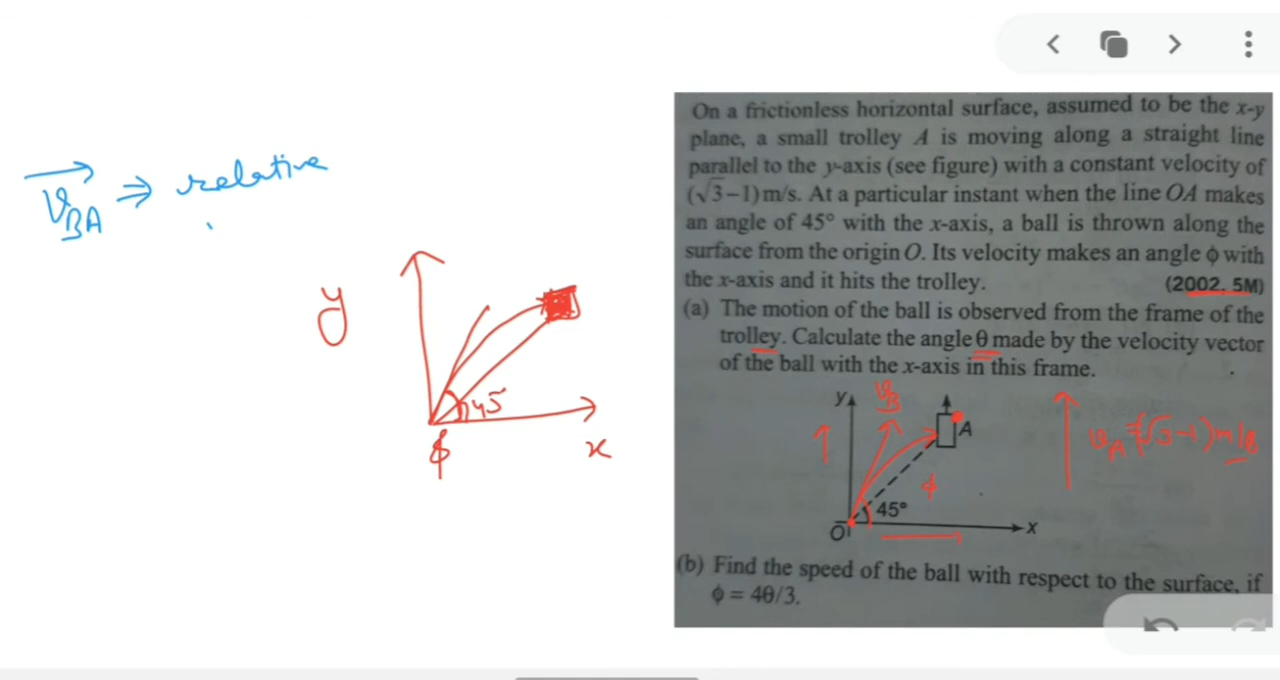 V_BA ⇒ relative
y
45
ϕ
x
On a frictionless horizontal surface, assumed to be the x-y
plane, a small trolley A is moving along a straight line
parallel to the y-axis (see figure) with a constant velocity of
(√3−1) m/s. At a particular instant when the line OA makes
an angle of 45° with the x-axis, a ball is thrown along the
surface from the origin O. Its velocity makes an angle ϕ with
the x-axis and it hits the trolley. (2002, 5M)
(a) The motion of the ball is observed from the frame of the
trolley. Calculate the angle θ made by the velocity vector
of the ball with the x-axis in this frame.
y
V_B
A
V_A=(√3−1)m/s
ϕ
45°
O
x
(b) Find the speed of the ball with respect to the surface, if
ϕ = 4θ/3.